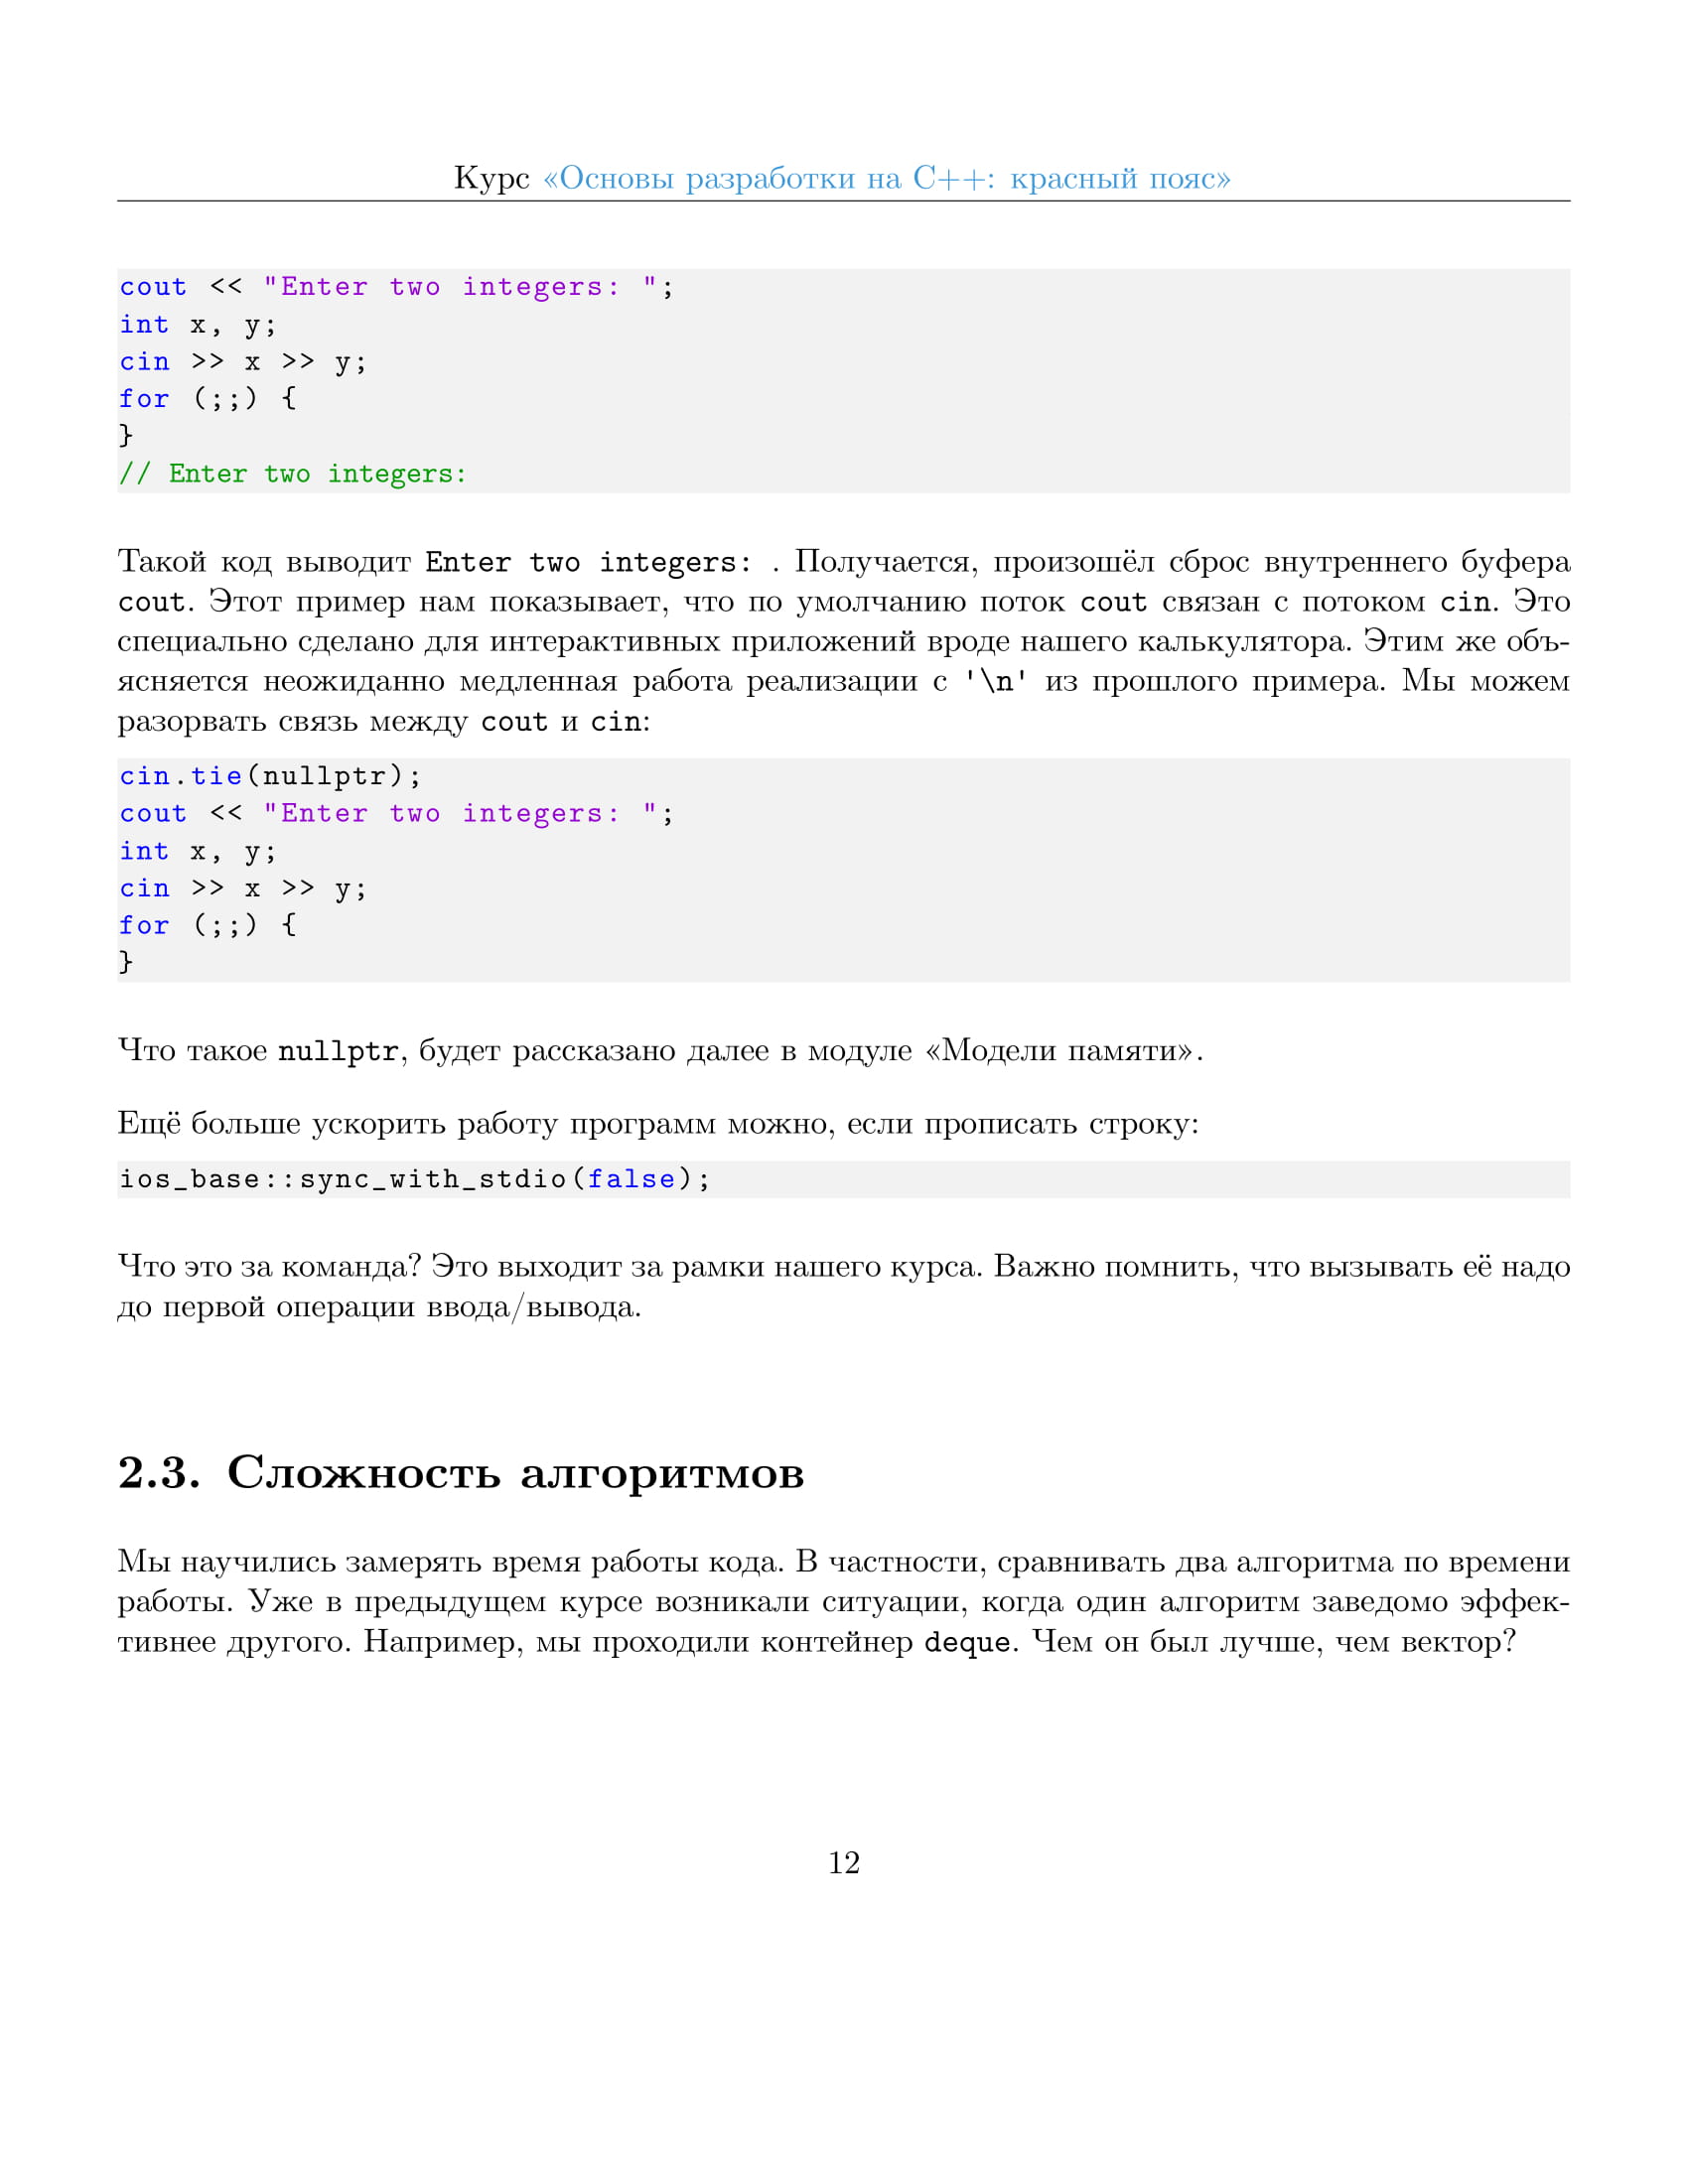 Курс «Основы разработки на C++: красный пояс»
cout << "Enter two integers: ";
int x, y;
cin >> x >> y;
for (;;) {
}
// Enter two integers:
Такой код выводит Enter two integers: . Получается, произошёл сброс внутреннего буфера
cout. Этот пример нам показывает, что по умолчанию поток cout связан с потоком cin. Это
специально сделано для интерактивных приложений вроде нашего калькулятора. Этим же объ-
ясняется неожиданно медленная работа реализации с '\n' из прошлого примера. Мы можем
разорвать связь между cout и cin:
cin.tie(nullptr);
cout << "Enter two integers: ";
int x, y;
cin >> x >> y;
for (;;) {
}
Что такое nullptr, будет рассказано далее в модуле «Модели памяти».
Ещё больше ускорить работу программ можно, если прописать строку:
ios_base::sync_with_stdio(false);
Что это за команда? Это выходит за рамки нашего курса. Важно помнить, что вызывать её надо
до первой операции ввода/вывода.
2.3. Сложность алгоритмов
Мы научились замерять время работы кода. В частности, сравнивать два алгоритма по времени
работы. Уже в предыдущем курсе возникали ситуации, когда один алгоритм заведомо эффек-
тивнее другого. Например, мы проходили контейнер deque. Чем он был лучше, чем вектор?
12